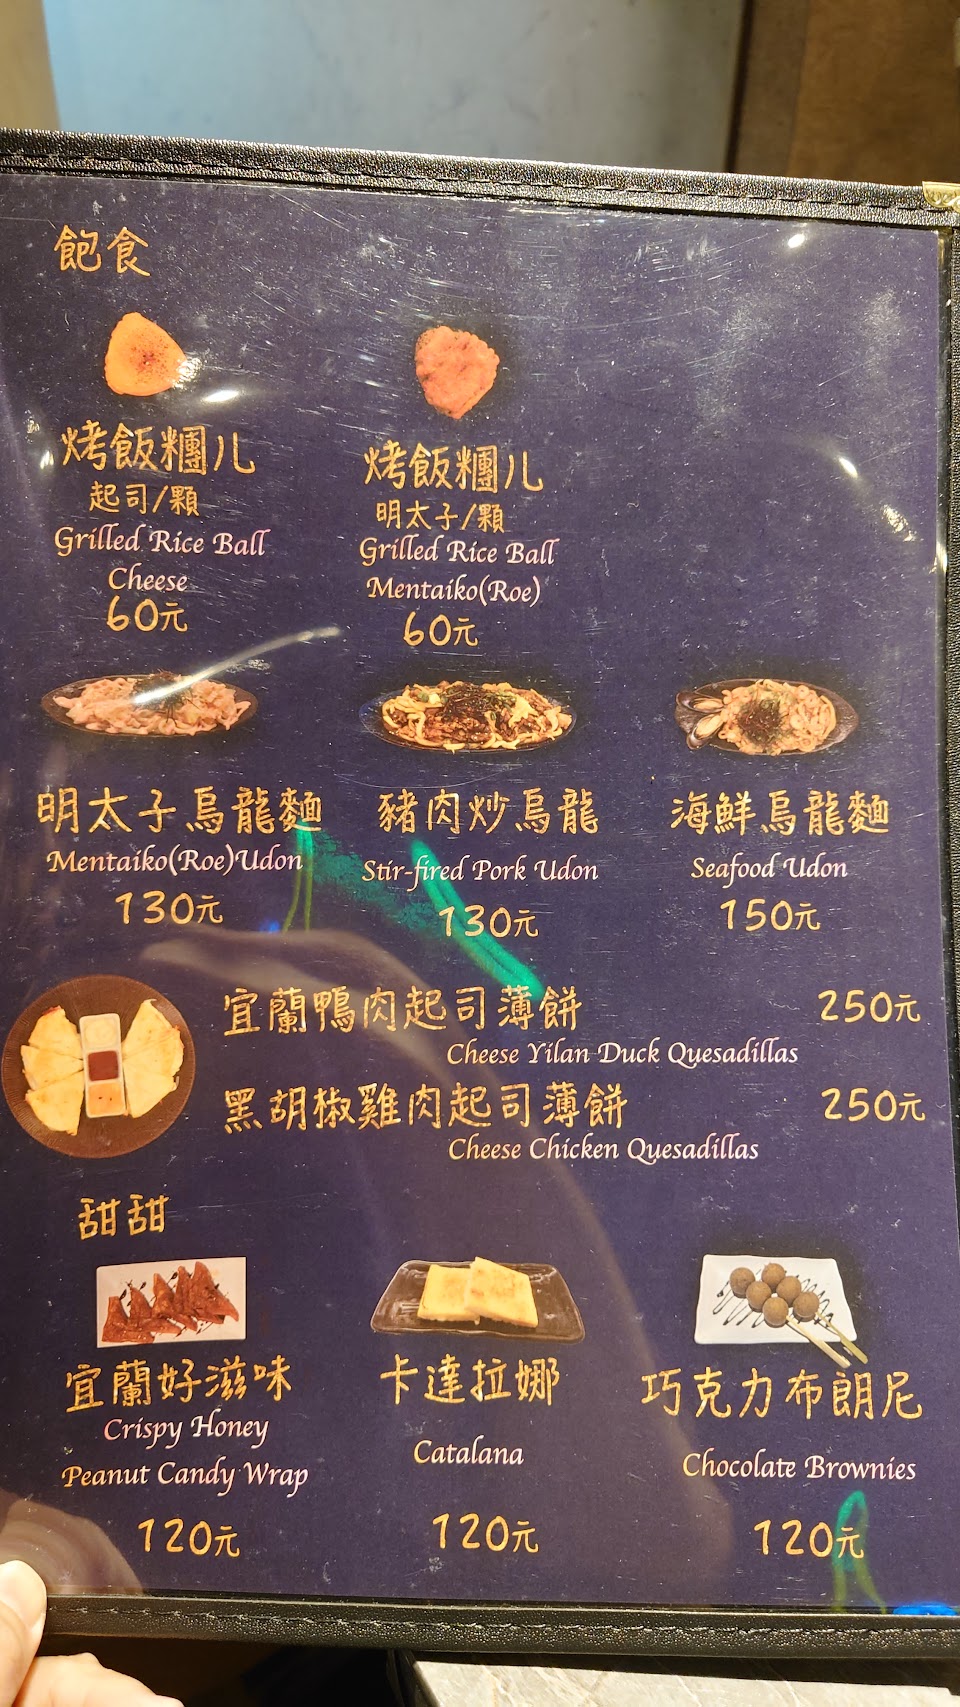 飽食
烤飯糰ㄦ
起司/顆
Grilled Rice Ball
Cheese
60元
烤飯糰ㄦ
明太子/顆
Grilled Rice Ball
Mentaiko(Roe)
60元
明太子烏龍麵
Mentaiko(Roe)Udon
130元
豬肉炒烏龍
Stir-fired Pork Udon
130元
海鮮烏龍麵
Seafood Udon
150元
宜蘭鴨肉起司薄餅 250元
Cheese Yilan Duck Quesadillas
黑胡椒雞肉起司薄餅 250元
Cheese Chicken Quesadillas
甜甜
宜蘭好滋味
Crispy Honey
Peanut Candy Wrap
120元
卡達拉娜
Catalana
120元
巧克力布朗尼
Chocolate Brownies
120元